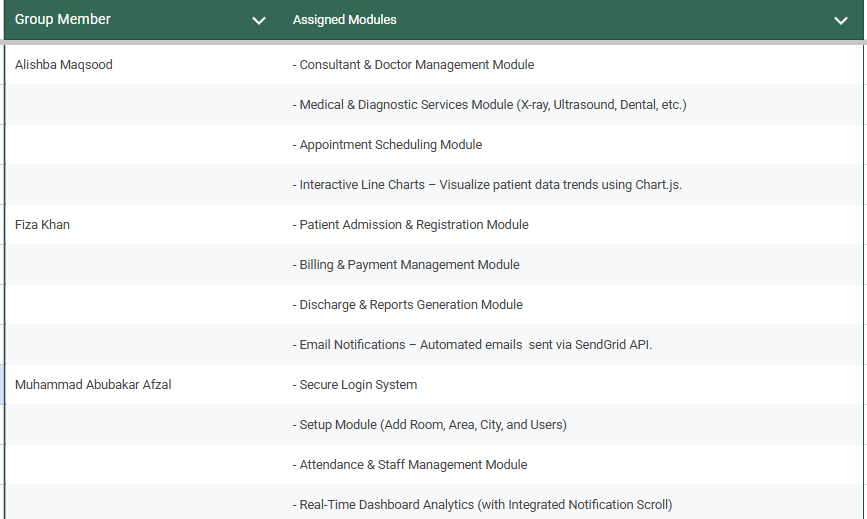 Group Member Assigned Modules
Alishba Maqsood - Consultant & Doctor Management Module
- Medical & Diagnostic Services Module (X-ray, Ultrasound, Dental, etc.)
- Appointment Scheduling Module
- Interactive Line Charts – Visualize patient data trends using Chart.js.
Fiza Khan - Patient Admission & Registration Module
- Billing & Payment Management Module
- Discharge & Reports Generation Module
- Email Notifications – Automated emails  sent via SendGrid API.
Muhammad Abubakar Afzal - Secure Login System
- Setup Module (Add Room, Area, City, and Users)
- Attendance & Staff Management Module
- Real-Time Dashboard Analytics (with Integrated Notification Scroll)